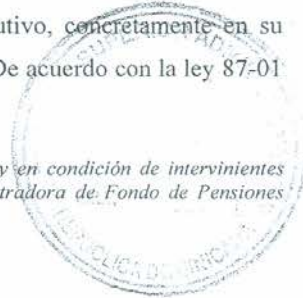 utivo, concretamente en su
De acuerdo con la ley 87-01
y en condición de intervinientes
tradora de Fondo de Pensiones